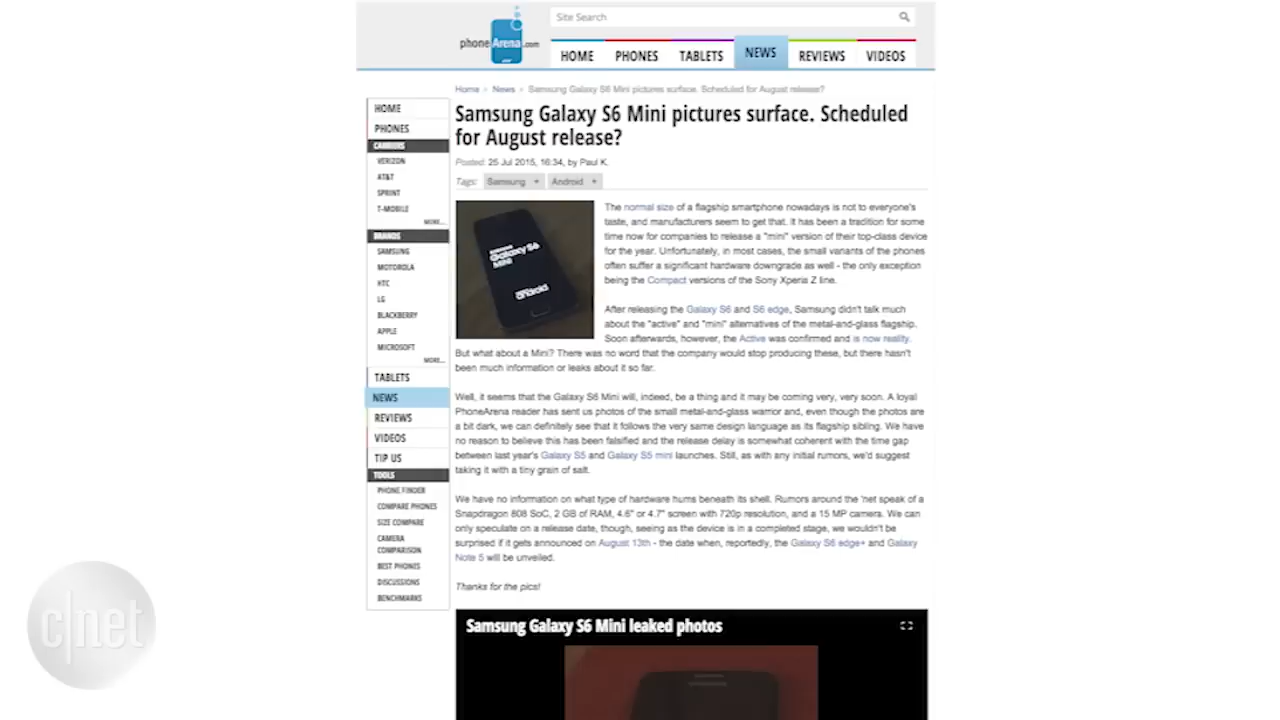 Site Search
phoneArena.com
HOME PHONES TABLETS NEWS REVIEWS VIDEOS
Home > News > Samsung Galaxy S6 Mini pictures surface. Scheduled for August release?
Samsung Galaxy S6 Mini pictures surface. Scheduled
for August release?
Posted: 25 Jul 2015, 16:34, by Paul K.
Tags: Samsung Android
HOME
PHONES
CARRIERS
VERIZON
AT&T
SPRINT
T-MOBILE
MORE...
BRANDS
SAMSUNG
MOTOROLA
HTC
LG
BLACKBERRY
APPLE
MICROSOFT
MORE...
TABLETS
NEWS
REVIEWS
VIDEOS
TIP US
TOOLS
PHONE FINDER
COMPARE PHONES
SIZE COMPARE
CAMERA
COMPARISON
BEST PHONES
DISCUSSIONS
BENCHMARKS
SAMSUNG
Galaxy S6
MINI
android
The normal size of a flagship smartphone nowadays is not to everyone's
taste, and manufacturers seem to get that. It has been a tradition for some
time now for companies to release a "mini" version of their top-class device
for the year. Unfortunately, in most cases, the small variants of the phones
often suffer a significant hardware downgrade as well - the only exception
being the Compact versions of the Sony Xperia Z line.
After releasing the Galaxy S6 and S6 edge, Samsung didn't talk much
about the "active" and "mini" alternatives of the metal-and-glass flagship.
Soon afterwards, however, the Active was confirmed and is now reality.
But what about a Mini? There was no word that the company would stop producing these, but there hasn't
been much information or leaks about it so far.
Well, it seems that the Galaxy S6 Mini will, indeed, be a thing and it may be coming very, very soon. A loyal
PhoneArena reader has sent us photos of the small metal-and-glass warrior and, even though the photos are
a bit dark, we can definitely see that it follows the very same design language as its flagship sibling. We have
no reason to believe this has been falsified and the release delay is somewhat coherent with the time gap
between last year's Galaxy S5 and Galaxy S5 mini launches. Still, as with any initial rumors, we'd suggest
taking it with a tiny grain of salt.
We have no information on what type of hardware hums beneath its shell. Rumors around the 'net speak of a
Snapdragon 808 SoC, 2 GB of RAM, 4.6" or 4.7" screen with 720p resolution, and a 15 MP camera. We can
only speculate on a release date, though, seeing as the device is in a completed stage, we wouldn't be
surprised if it gets announced on August 13th - the date when, reportedly, the Galaxy S6 edge+ and Galaxy
Note 5 will be unveiled.
Thanks for the pics!
Samsung Galaxy S6 Mini leaked photos
c|net